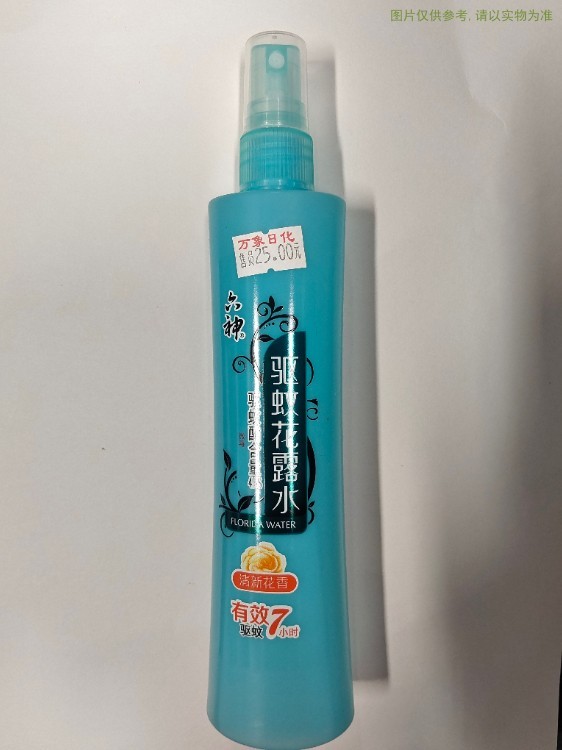 图片仅供参考, 请以实物为准
万象日化
售价25.00元
六神
驱蚊花露水
FLORIDA WATER
清新花香
有效7小时
驱蚊